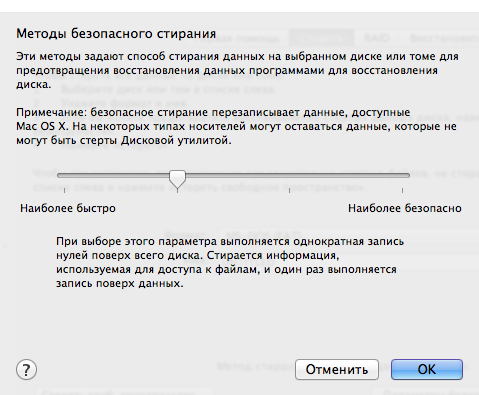 Методы безопасного стирания
Эти методы задают способ стирания данных на выбранном диске или томе для
предотвращения восстановления данных программами для восстановления
диска.
Примечание: безопасное стирание перезаписывает данные, доступные
Mac OS X. На некоторых типах носителей могут оставаться данные, которые не
могут быть стерты Дисковой утилитой.
Наиболее быстро
Наиболее безопасно
При выборе этого параметра выполняется однократная запись
нулей поверх всего диска. Стирается информация,
используемая для доступа к файлам, и один раз выполняется
запись поверх данных.
?
Отменить
OK